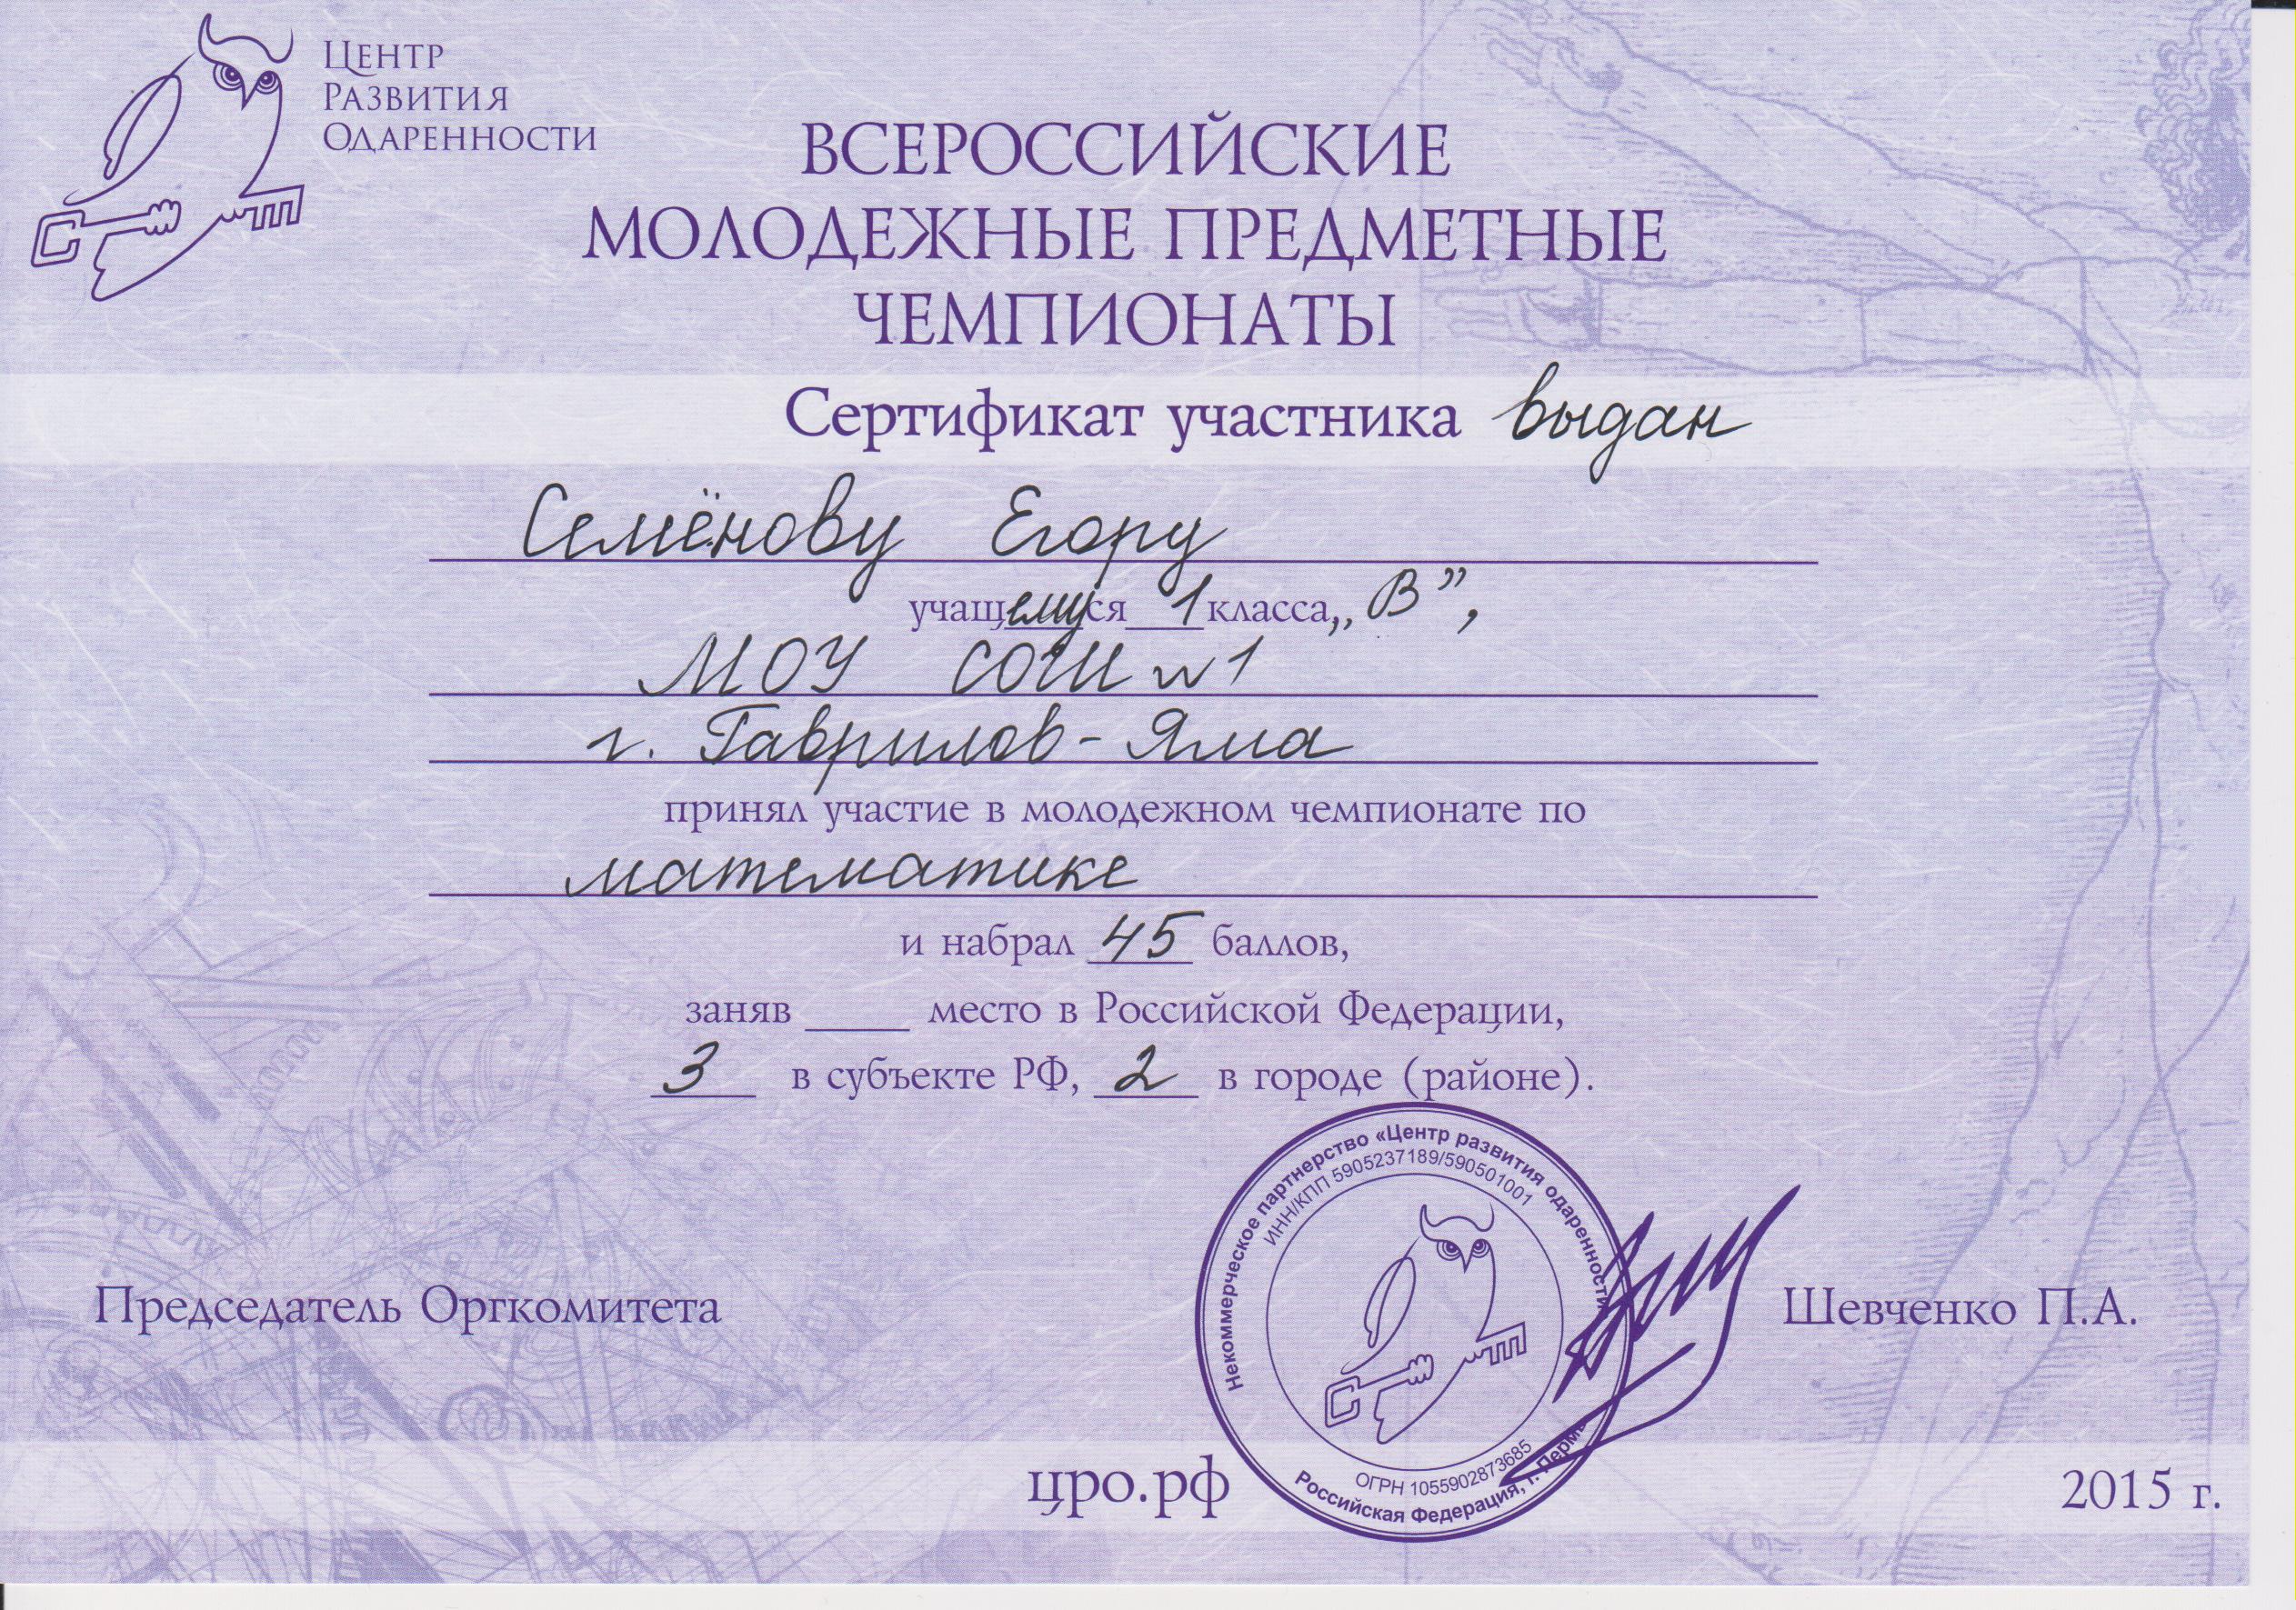 ЦЕНТР
РАЗВИТИЯ
ОДАРЕННОСТИ
ВСЕРОССИЙСКИЕ
МОЛОДЕЖНЫЕ ПРЕДМЕТНЫЕ
ЧЕМПИОНАТЫ
Сертификат участника выдан
Семёнову Егору
учащемуся 1 класса „В”,
МОУ СОШ №1
г. Гаврилов-Яма
принял участие в молодежном чемпионате по
математике
и набрал 45 баллов,
заняв ____ место в Российской Федерации,
3 в субъекте РФ, 2 в городе (районе).
Некоммерческое партнерство «Центр развития одаренности»
ИНН/КПП 5905237189/590501001
ОГРН 1055902873685
Российская Федерация, г. Пермь
Председатель Оргкомитета
Шевченко П.А.
цро.рф
2015 г.